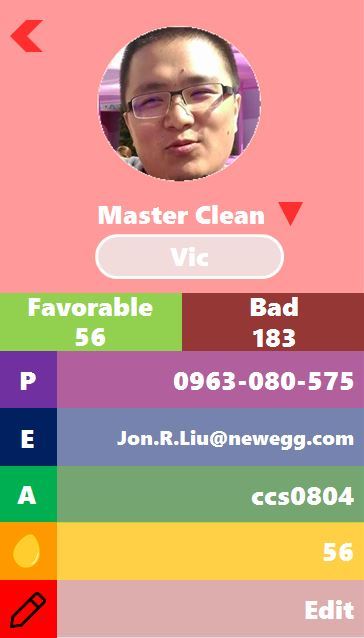 Master Clean
Vic
Favorable
56
Bad
183
P
0963-080-575
E
Jon.R.Liu@newegg.com
A
ccs0804
56
Edit